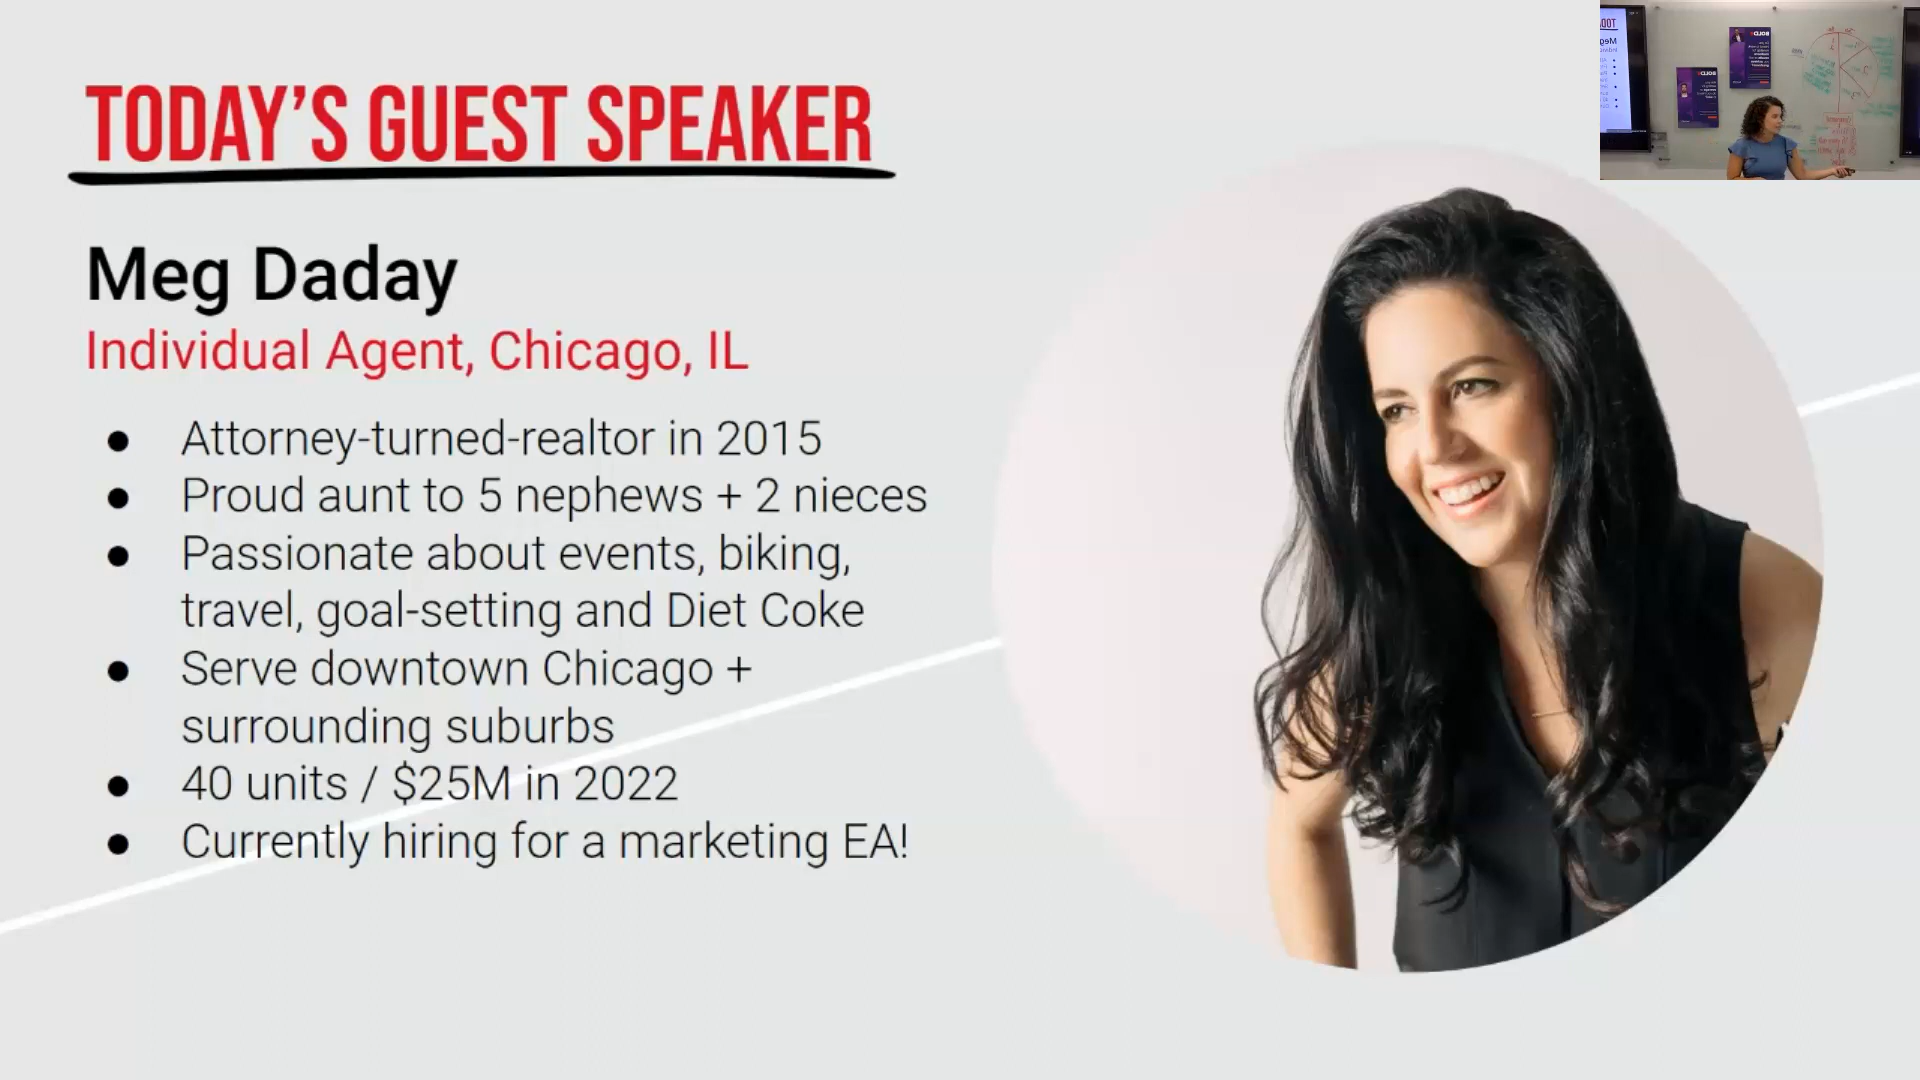 TODAY’S GUEST SPEAKER
Meg Daday
Individual Agent, Chicago, IL
● Attorney-turned-realtor in 2015
● Proud aunt to 5 nephews + 2 nieces
● Passionate about events, biking,
travel, goal-setting and Diet Coke
● Serve downtown Chicago +
surrounding suburbs
● 40 units / $25M in 2022
● Currently hiring for a marketing EA!
BOLD
BOLD